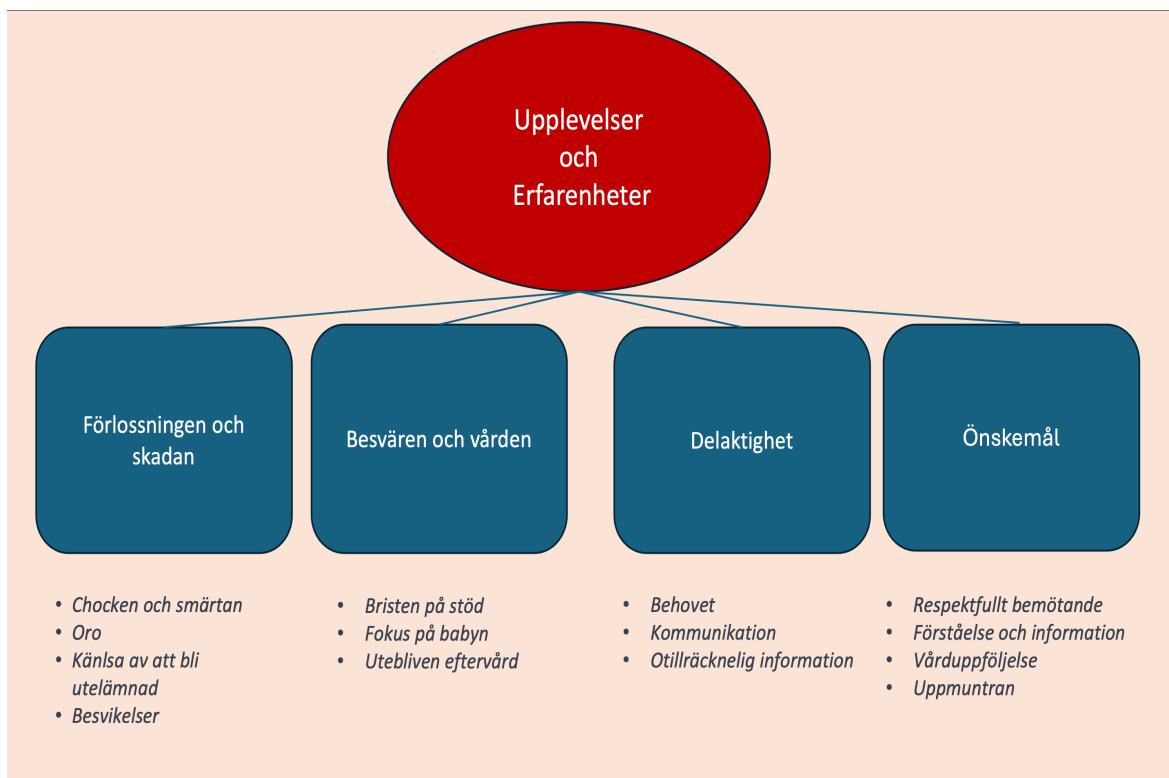 Upplevelser
och
Erfarenheter
Förlossningen och
skadan
Besvären och vården
Delaktighet
Önskemål
• Chocken och smärtan
• Oro
• Känlsa av att bli
utelämnad
• Besvikelser
• Bristen på stöd
• Fokus på babyn
• Utebliven eftervård
• Behovet
• Kommunikation
• Otillräcknelig information
• Respektfullt bemötande
• Förståelse och information
• Vårduppföljelse
• Uppmuntran